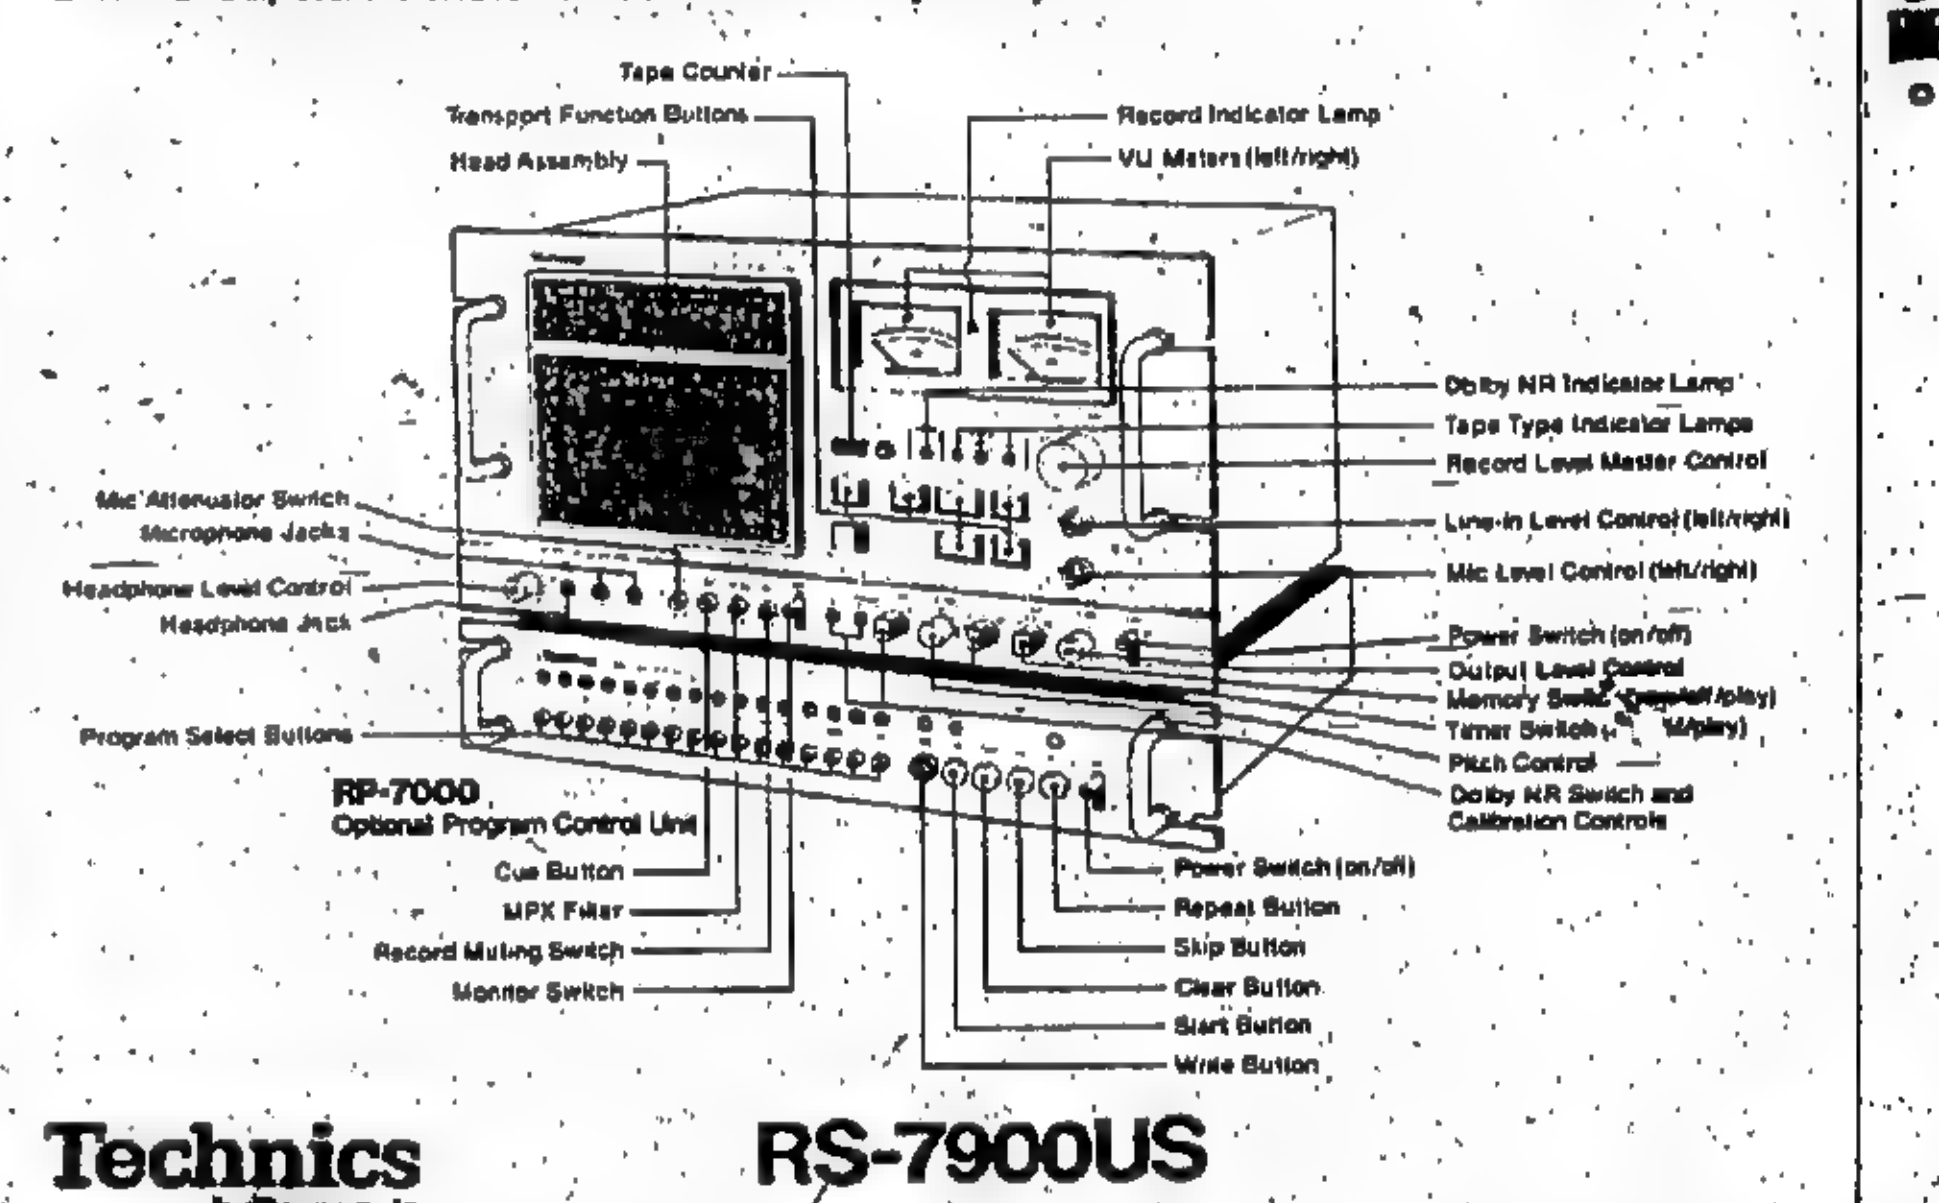 Tape Counter
Transport Function Buttons
Head Assembly
Record Indicator Lamp
VU Meters (left/right)
Dolby NR Indicator Lamp
Tape Type Indicator Lamps
Record Level Master Control
Line-in Level Control (left/right)
Mic Level Control (left/right)
Power Switch (on/off)
Output Level Control
Memory Switch /play)
Timer Switch
Pitch Control
Dolby NR Switch and
Calibration Controls
Mic Attenuator Switch
Microphone Jacks
Headphone Level Control
Headphone Jack
Program Select Buttons
RP-7000
Optional Program Control Unit
Cue Button
MPX Filter
Record Muting Switch
Monitor Switch
Power Switch (on/off)
Repeat Button
Skip Button
Clear Button
Start Button
Write Button
Technics
RS-7900US